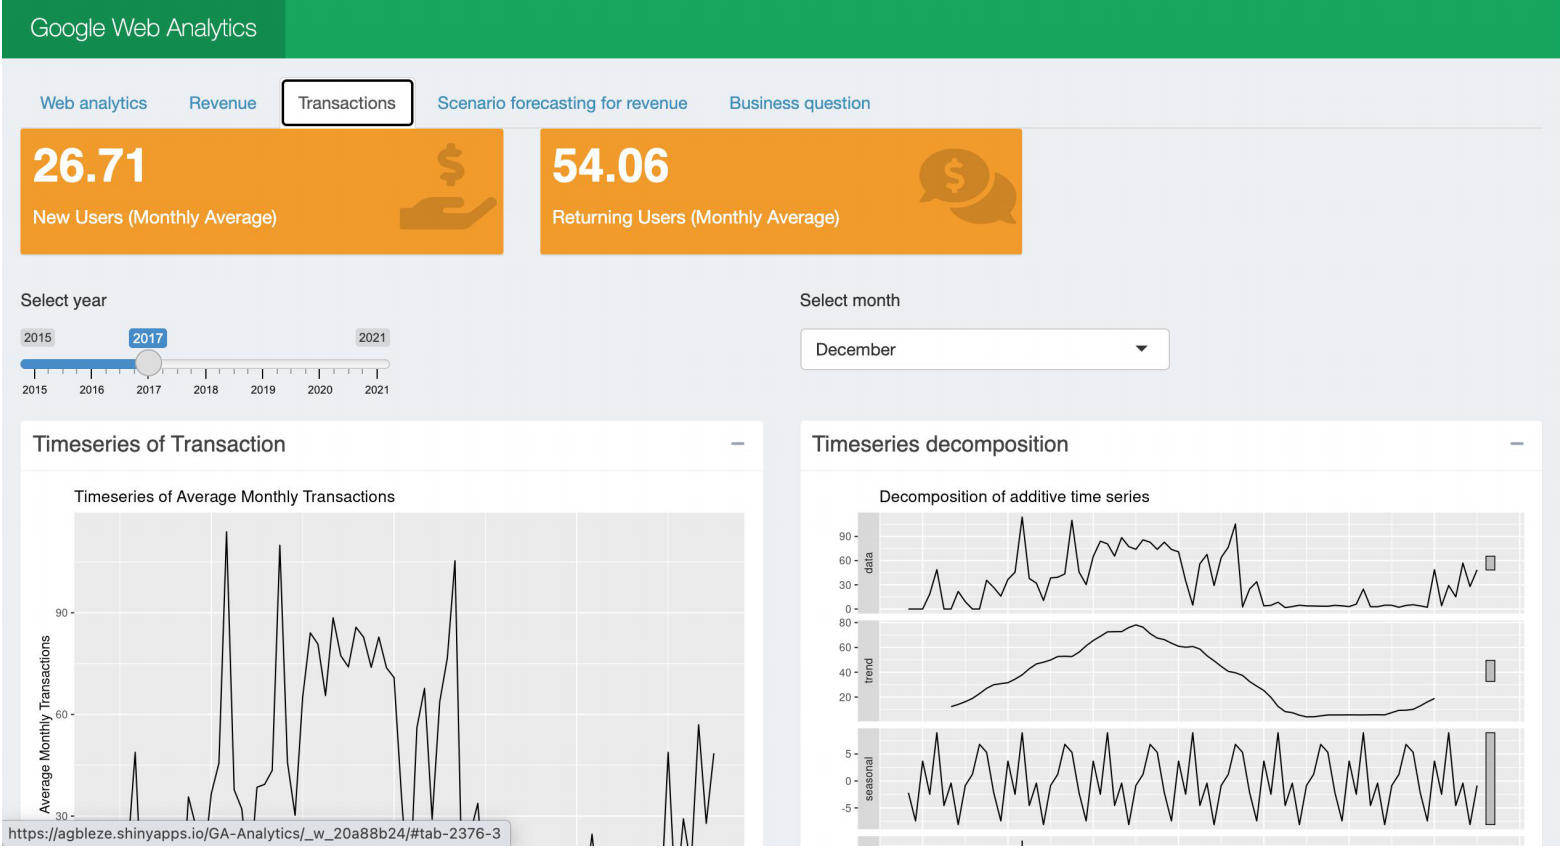 Google Web Analytics
Web analytics Revenue Transactions Scenario forecasting for revenue Business question
26.71
New Users (Monthly Average)
$
54.06
Returning Users (Monthly Average)
$
Select year
2015 2017 2021
2015 2016 2017 2018 2019 2020 2021
Select month
December
Timeseries of Transaction
Timeseries of Average Monthly Transactions
Average Monthly Transactions
90
60
30
Timeseries decomposition
Decomposition of additive time series
data
90
60
30
0
trend
80
60
40
20
seasonal
5
0
-5
https://agbleze.shinyapps.io/GA-Analytics/_w_20a88b24/#tab-2376-3